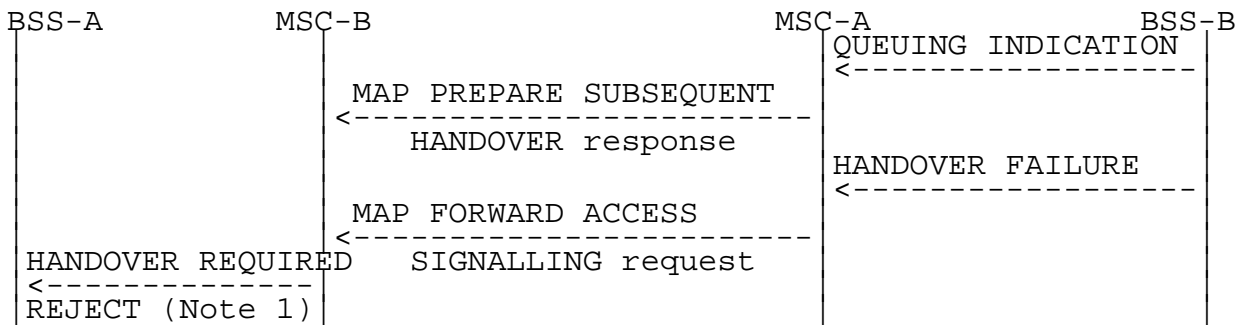 BSS-A MSC-B MSC-A BSS-B
QUEUING INDICATION
MAP PREPARE SUBSEQUENT
HANDOVER response
HANDOVER FAILURE
MAP FORWARD ACCESS
HANDOVER REQUIRED SIGNALLING request
REJECT (Note 1)